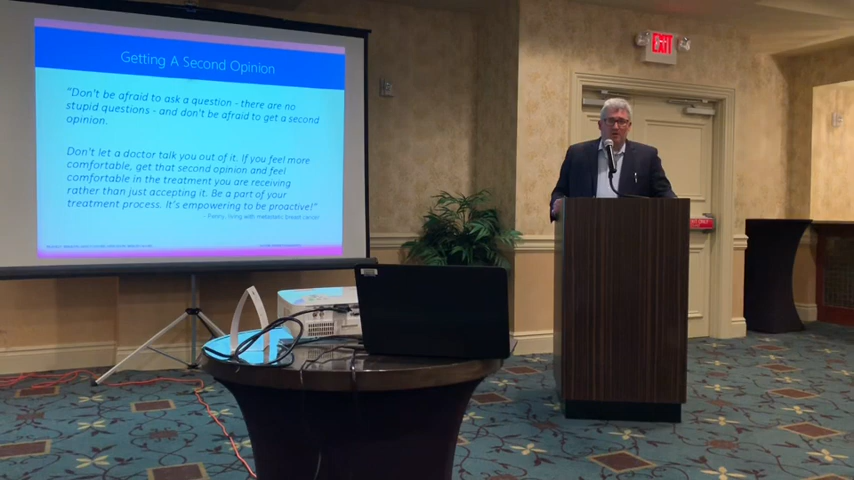 Getting A Second Opinion
"Don't be afraid to ask a question - there are no
stupid questions - and don't be afraid to get a second
opinion.
Don't let a doctor talk you out of it. If you feel more
comfortable, get that second opinion and feel
comfortable in the treatment you are receiving
rather than just accepting it. Be a part of your
treatment process. It's empowering to be proactive!"
living with metastatic breast cancer
EXIT